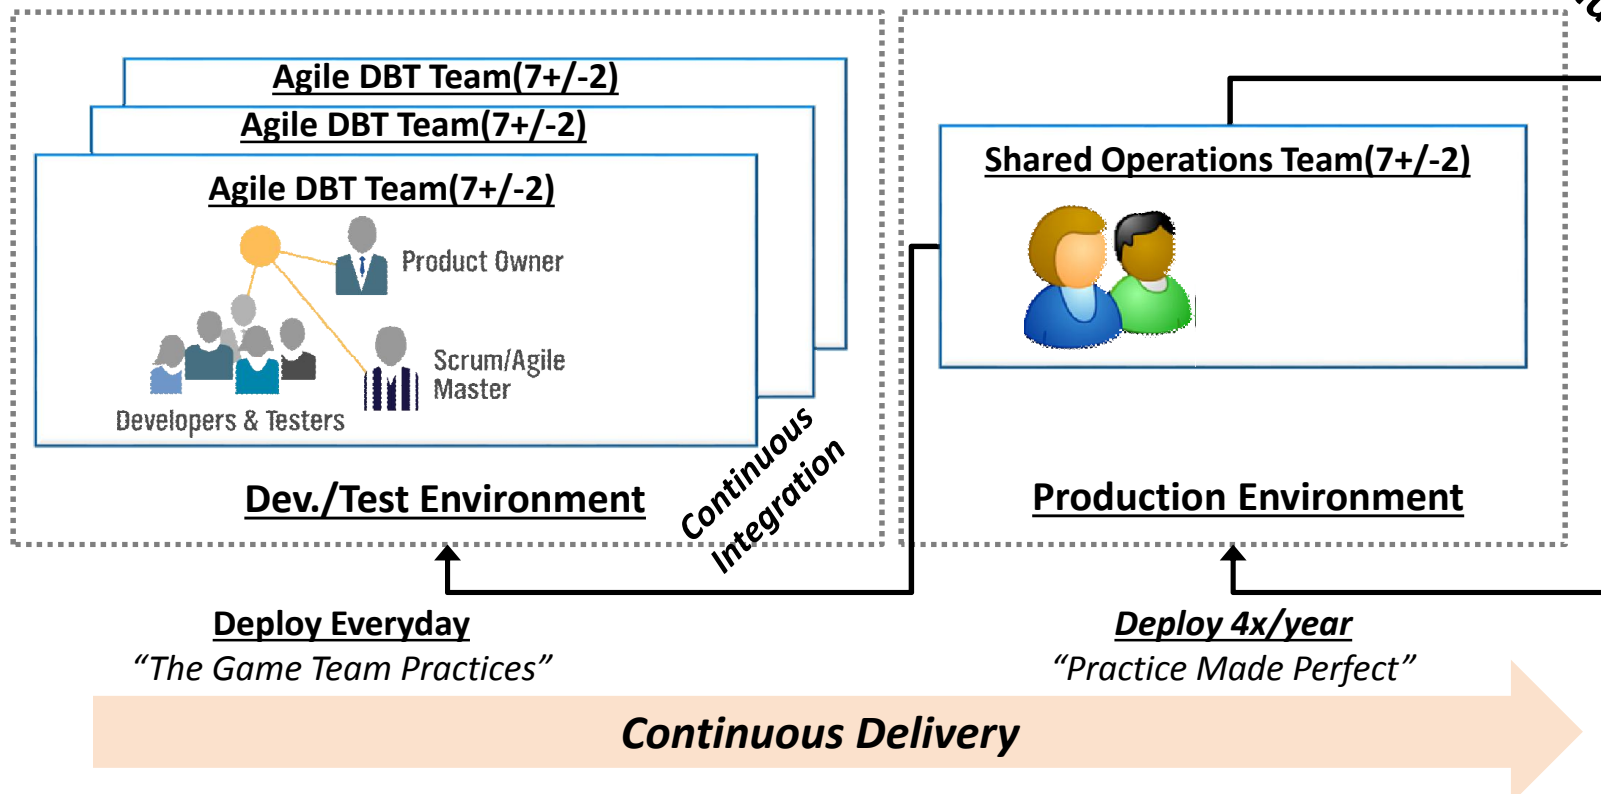 Agile DBT Team(7+/-2)
Agile DBT Team(7+/-2)
Agile DBT Team(7+/-2)
Product Owner
Scrum/Agile
Master
Developers & Testers
Dev./Test Environment
Continuous
Integration
Shared Operations Team(7+/-2)
Production Environment
Deploy Everyday
“The Game Team Practices”
Deploy 4x/year
“Practice Made Perfect”
Continuous Delivery